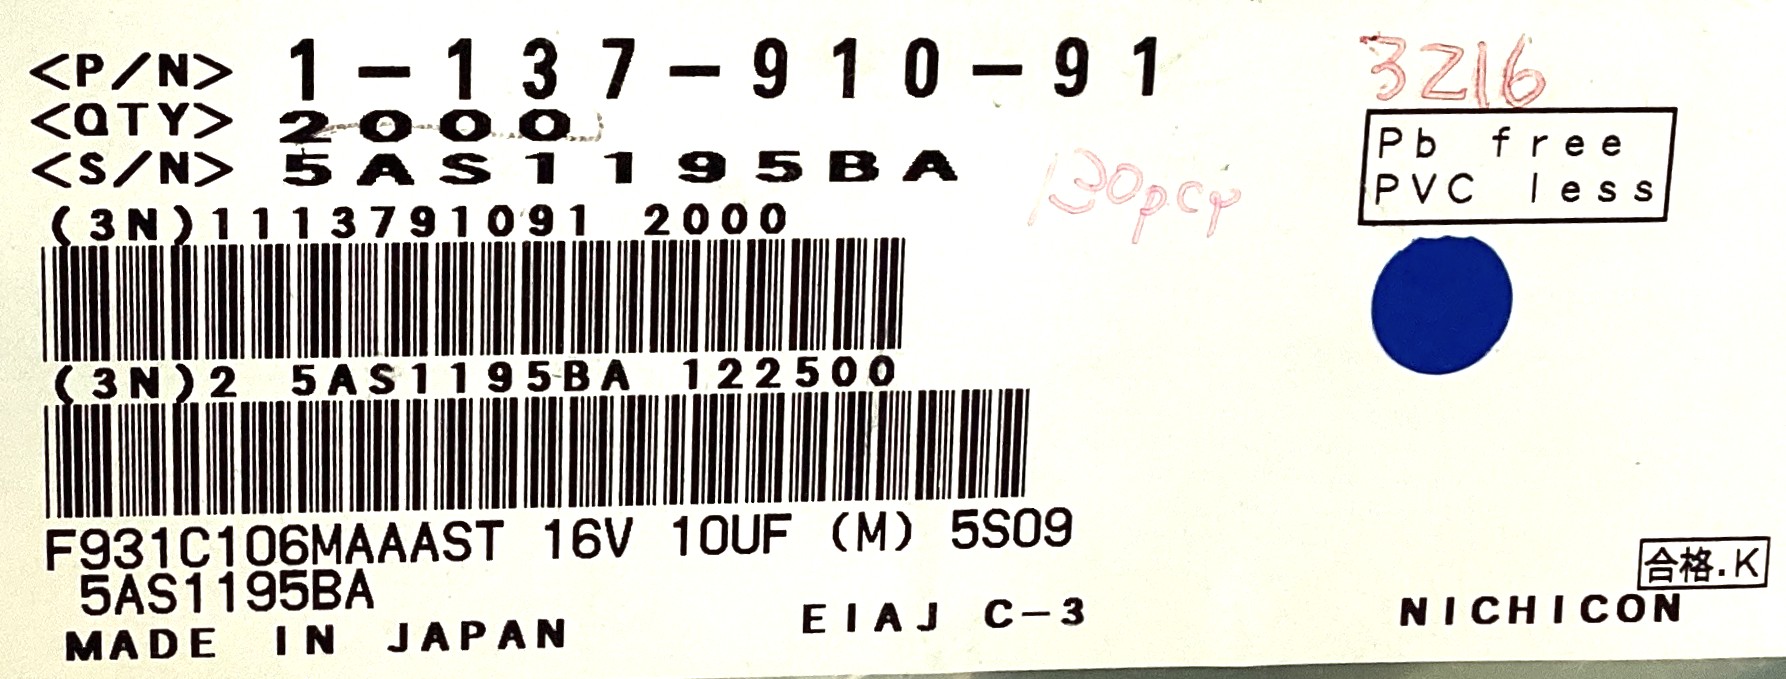 <P/N> 1-137-910-91
3216
<QTY> 2000
<S/N> 5AS1195BA
Pb free
PVC less
(3N)1113791091 2000
(3N)2 5AS1195BA 122500
F931C106MAAAST 16V 10UF (M) 5S09
5AS1195BA
合格.K
MADE IN JAPAN
EIAJ C-3
NICHICON